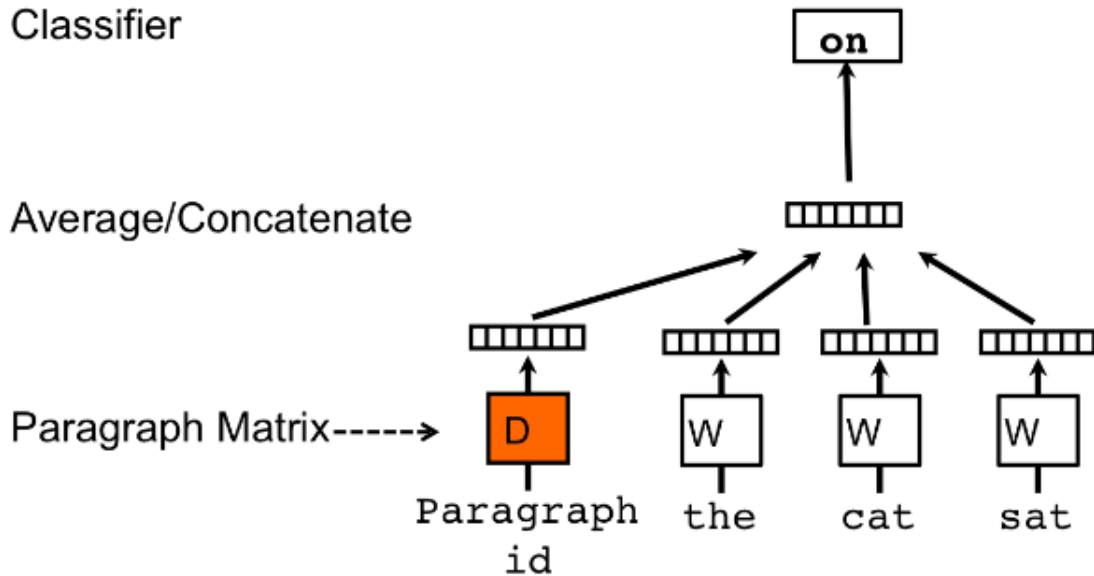 Classifier
on
Average/Concatenate
Paragraph Matrix
D
W
W
W
Paragraph
id
the
cat
sat